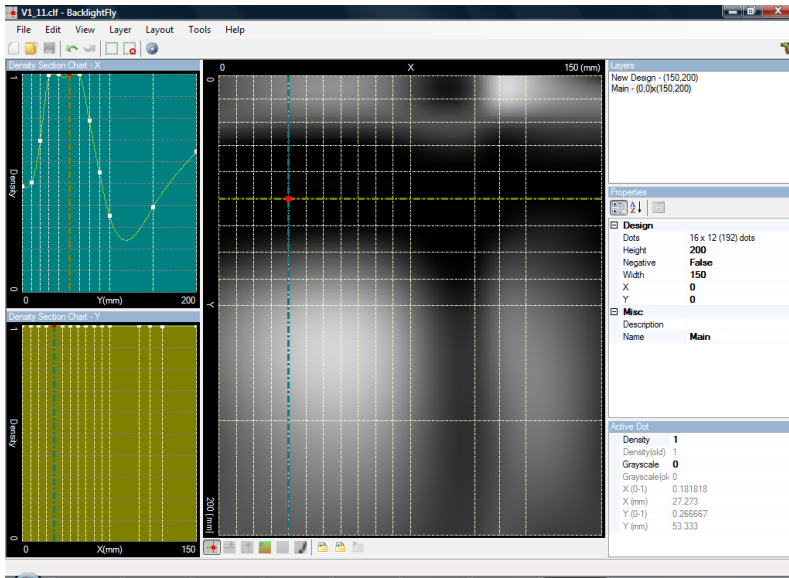 V1_11.clf - BacklightFly
File Edit View Layer Layout Tools Help
Density Section Chart - X
1
Density
0
0 Y(mm) 200
Density Section Chart - Y
1
Density
0
0 X(mm) 150
0 X 150 (mm)
0
Y
200 (mm)
Layers
New Design - (150,200)
Main - (0,0)x(150,200)
Properties
Design
Dots 16 x 12 (192) dots
Height 200
Negative False
Width 150
X 0
Y 0
Misc
Description
Name Main
Active Dot
Density 1
Density(old) 1
Grayscale 0
Grayscale(ol 0
X (0-1) 0.181818
X (mm) 27.273
Y (0-1) 0.266667
Y (mm) 53.333